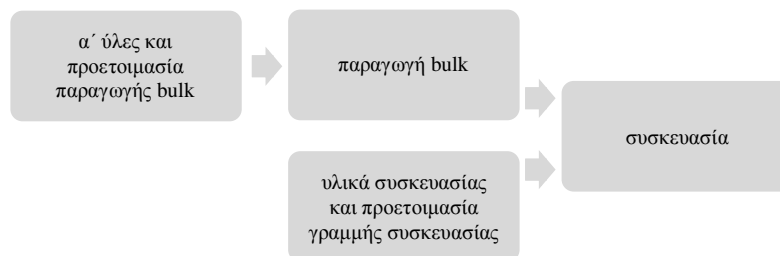 α΄ ύλες και
προετοιμασία
παραγωγής bulk
παραγωγή bulk
υλικά συσκευασίας
και προετοιμασία
γραμμής συσκευασίας
συσκευασία